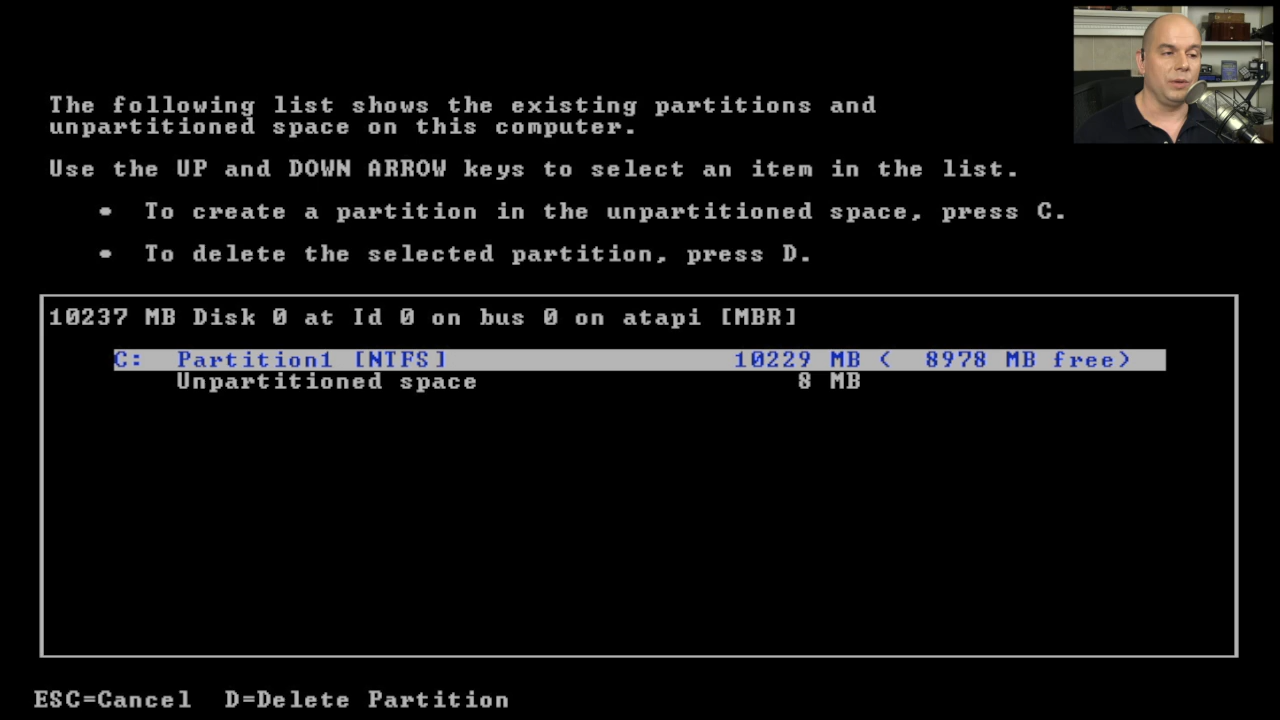 The following list shows the existing partitions and
unpartitioned space on this computer.
Use the UP and DOWN ARROW keys to select an item in the list.
• To create a partition in the unpartitioned space, press C.
• To delete the selected partition, press D.
10237 MB Disk 0 at Id 0 on bus 0 on atapi [MBR]
C: Partition1 [NTFS] 10229 MB ( 8978 MB free)
Unpartitioned space 8 MB
ESC=Cancel D=Delete Partition